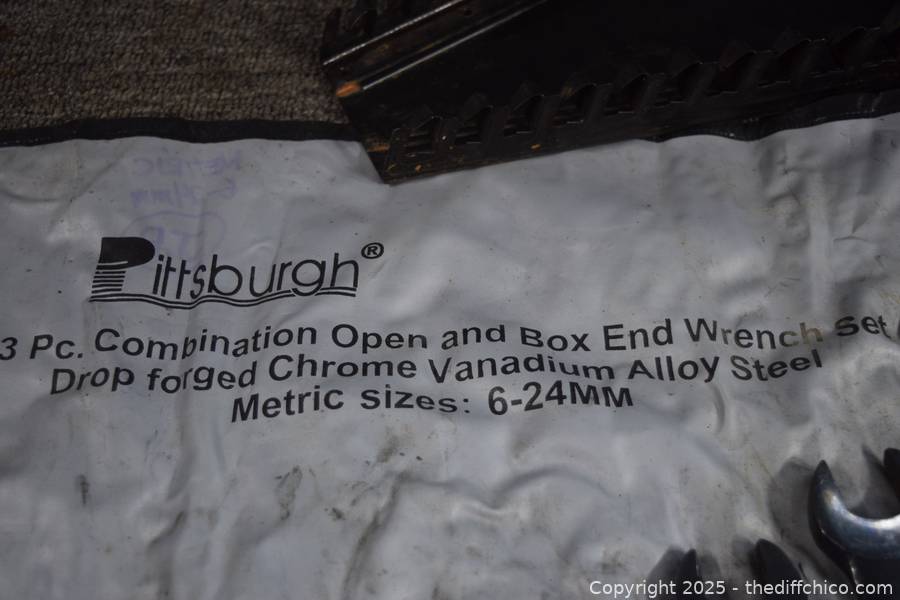 METRIC
Pittsburgh®
3 Pc. Combination Open and Box End Wrench Set
Drop forged Chrome Vanadium Alloy Steel
Metric sizes: 6-24MM
Copyright 2025 - thediffchico.com